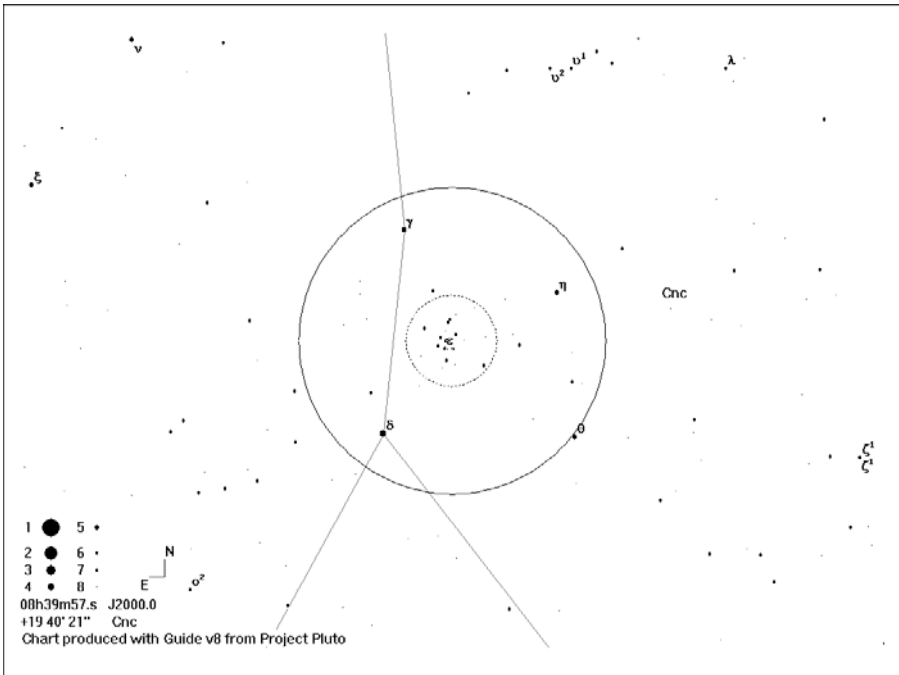 ν
υ² υ¹
λ
ξ
γ
η
Cnc
ε
δ
θ
ζ¹
ζ¹
1 5
2 6
3 7
4 8
N
E
ο²
08h39m57.s J2000.0
+19 40' 21" Cnc
Chart produced with Guide v8 from Project Pluto